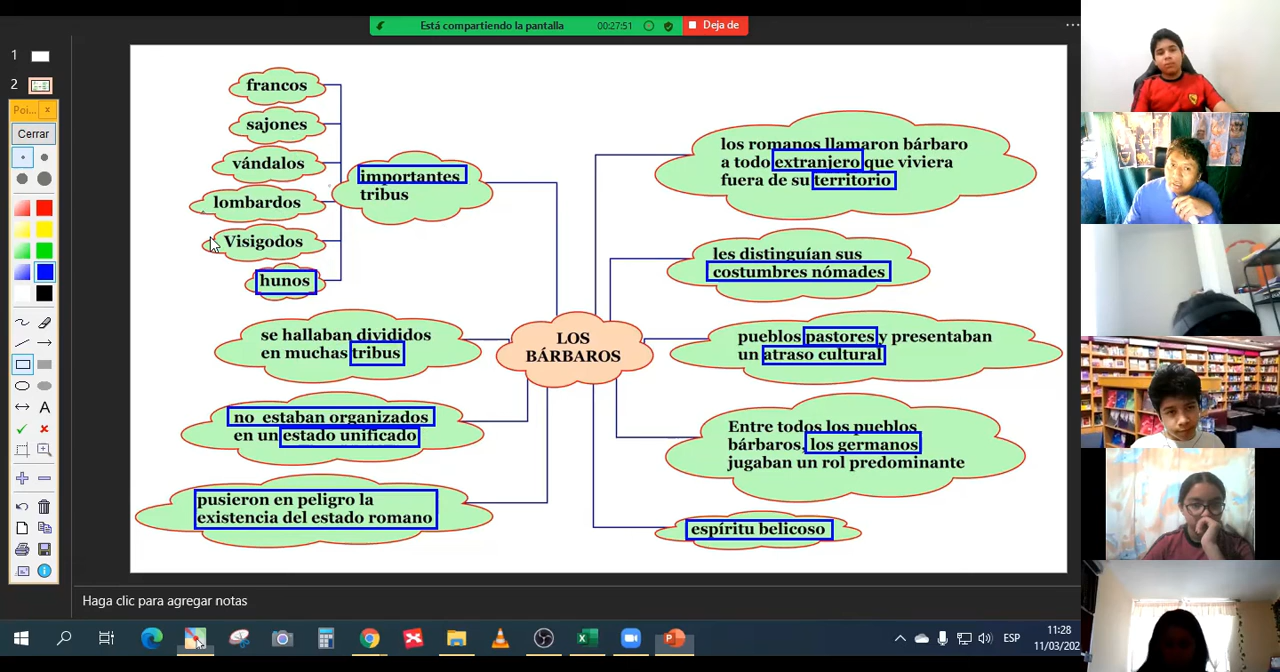 Está compartiendo la pantalla
00:27:51
Deja de
1
2
Poi...
x
Cerrar
A
francos
sajones
vándalos
lombardos
Visigodos
hunos
importantes
tribus
se hallaban divididos
en muchas tribus
no estaban organizados
en un estado unificado
pusieron en peligro la
existencia del estado romano
LOS
BÁRBAROS
los romanos llamaron bárbaro
a todo extranjero que viviera
fuera de su territorio
les distinguían sus
costumbres nómades
pueblos pastores y presentaban
un atraso cultural
Entre todos los pueblos
bárbaros, los germanos
jugaban un rol predominante
espíritu belicoso
Haga clic para agregar notas
ESP
11:28
11/03/202